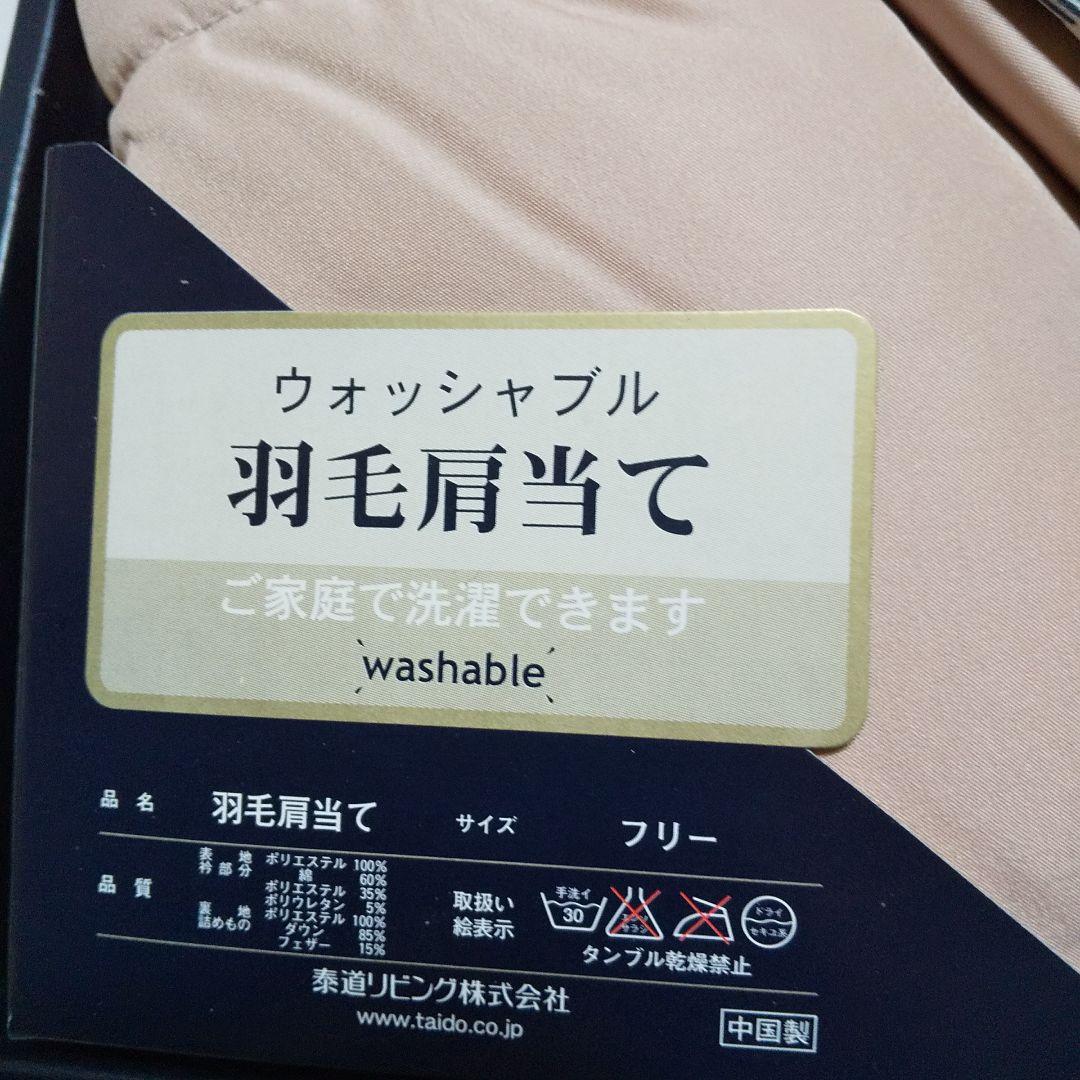 ウォッシャブル
羽毛肩当て
ご家庭で洗濯できます
washable
品名 羽毛肩当て サイズ フリー
品質
表地 ポリエステル 100%
衿部分 綿 60%
ポリエステル 35%
ポリウレタン 5%
裏地 ポリエステル 100%
詰めもの ダウン 85%
フェザー 15%
取扱い
絵表示
手洗イ
30
エンソ
サラシ
ドライ
セキユ系
タンブル乾燥禁止
泰道リビング株式会社
www.taido.co.jp
中国製